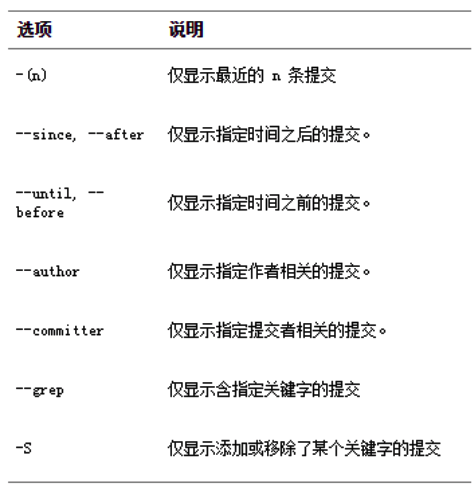 选项 说明
-(n) 仅显示最近的 n 条提交
--since, --after 仅显示指定时间之后的提交。
--until, --
before 仅显示指定时间之前的提交。
--author 仅显示指定作者相关的提交。
--committer 仅显示指定提交者相关的提交。
--grep 仅显示含指定关键字的提交
-S 仅显示添加或移除了某个关键字的提交